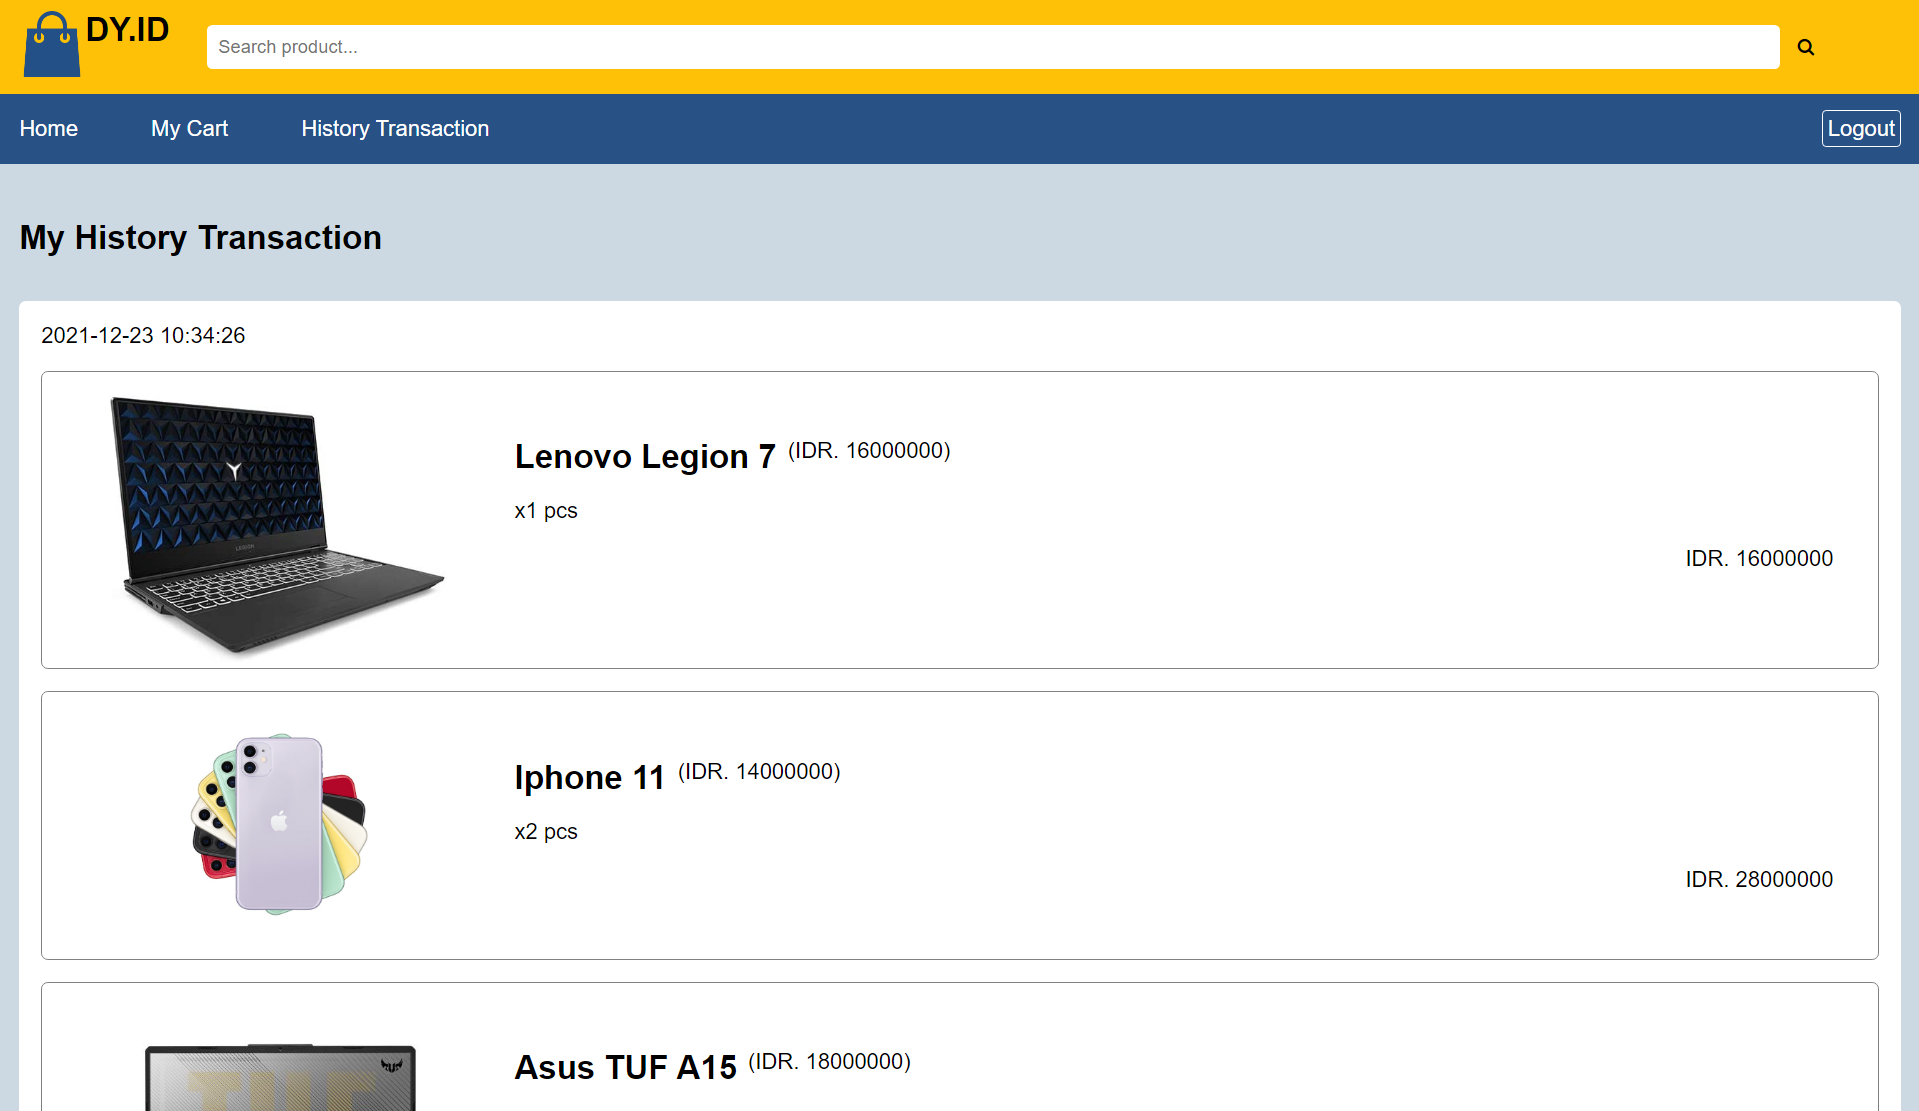 DY.ID
Search product...
Home
My Cart
History Transaction
Logout
My History Transaction
2021-12-23 10:34:26
Lenovo Legion 7 (IDR. 16000000)
x1 pcs
IDR. 16000000
LEGION
Iphone 11 (IDR. 14000000)
x2 pcs
IDR. 28000000
Asus TUF A15 (IDR. 18000000)
TUF